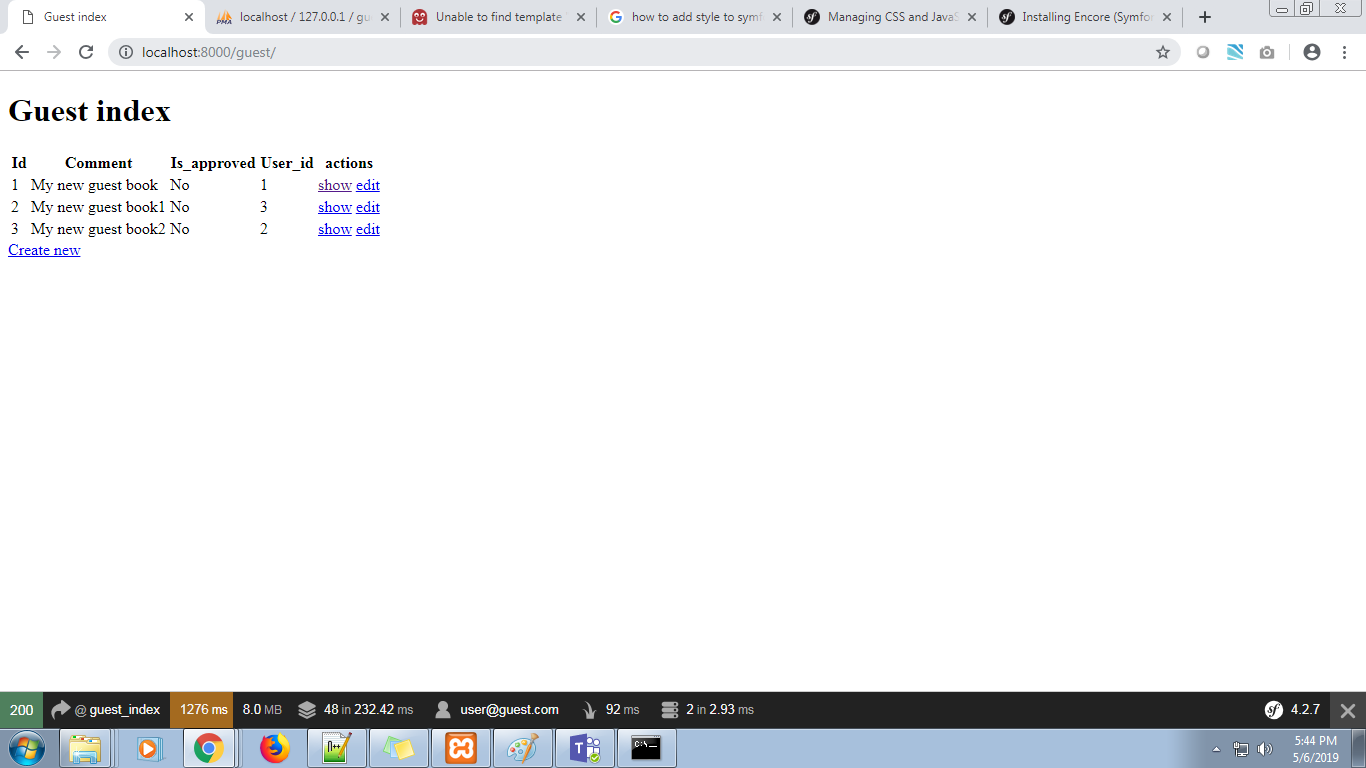 Guest index
localhost / 127.0.0.1 / gu
Unable to find template
how to add style to symf
Managing CSS and JavaS
Installing Encore (Symfor
localhost:8000/guest/
Guest index
Id Comment Is_approved User_id actions
1 My new guest book No 1 show edit
2 My new guest book1 No 3 show edit
3 My new guest book2 No 2 show edit
Create new
200 @ guest_index 1276 ms 8.0 MB 48 in 232.42 ms user@guest.com 92 ms 2 in 2.93 ms sf 4.2.7
5:44 PM
5/6/2019